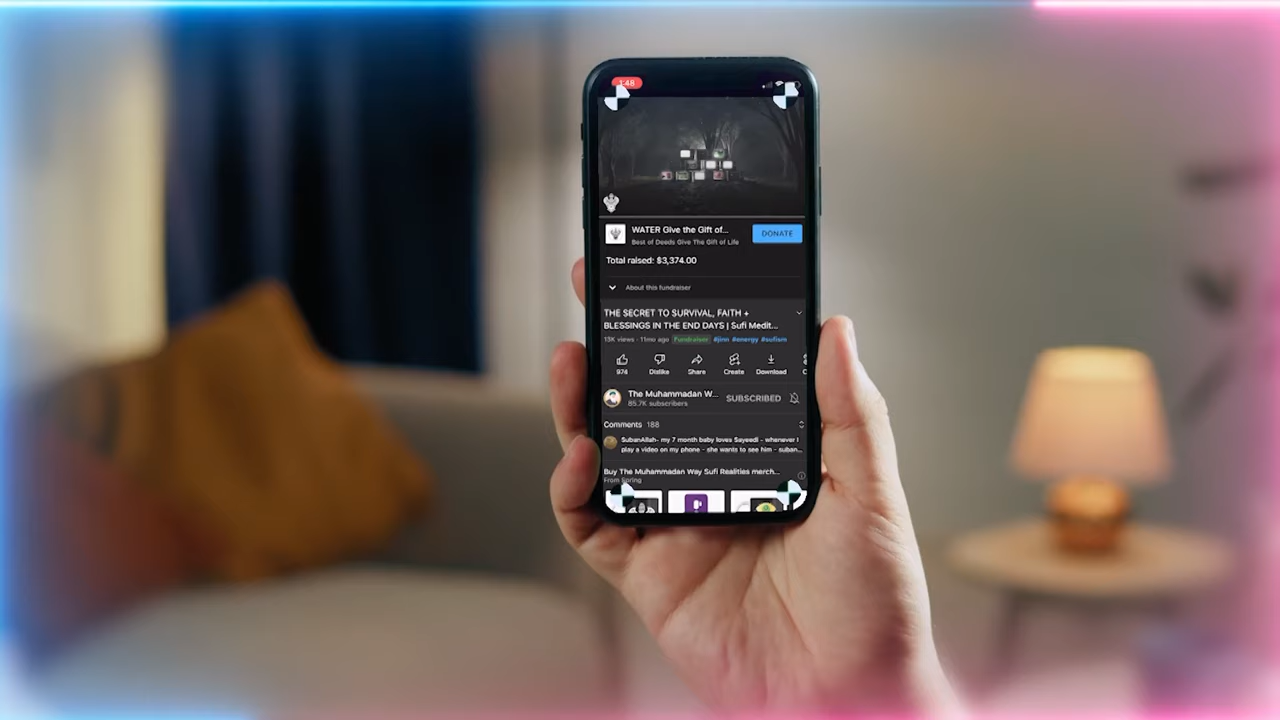 1:48
WATER Give the Gift of...
Best of Deeds Give The Gift of Life
DONATE
Total raised: $3,374.00
About this fundraiser
THE SECRET TO SURVIVAL, FAITH +
BLESSINGS IN THE END DAYS | Sufi Medit...
13K views · 11mo ago Fundraiser #jinn #energy #sufism
974 Dislike Share Create Download
The Muhammadan W... SUBSCRIBED
85.7K subscribers
Comments 188
SubanAllah- my 7 month baby loves Sayeedi - whenever I
play a video on my phone - she wants to see him - suban...
Buy The Muhammadan Way Sufi Realities merch...
From Spring